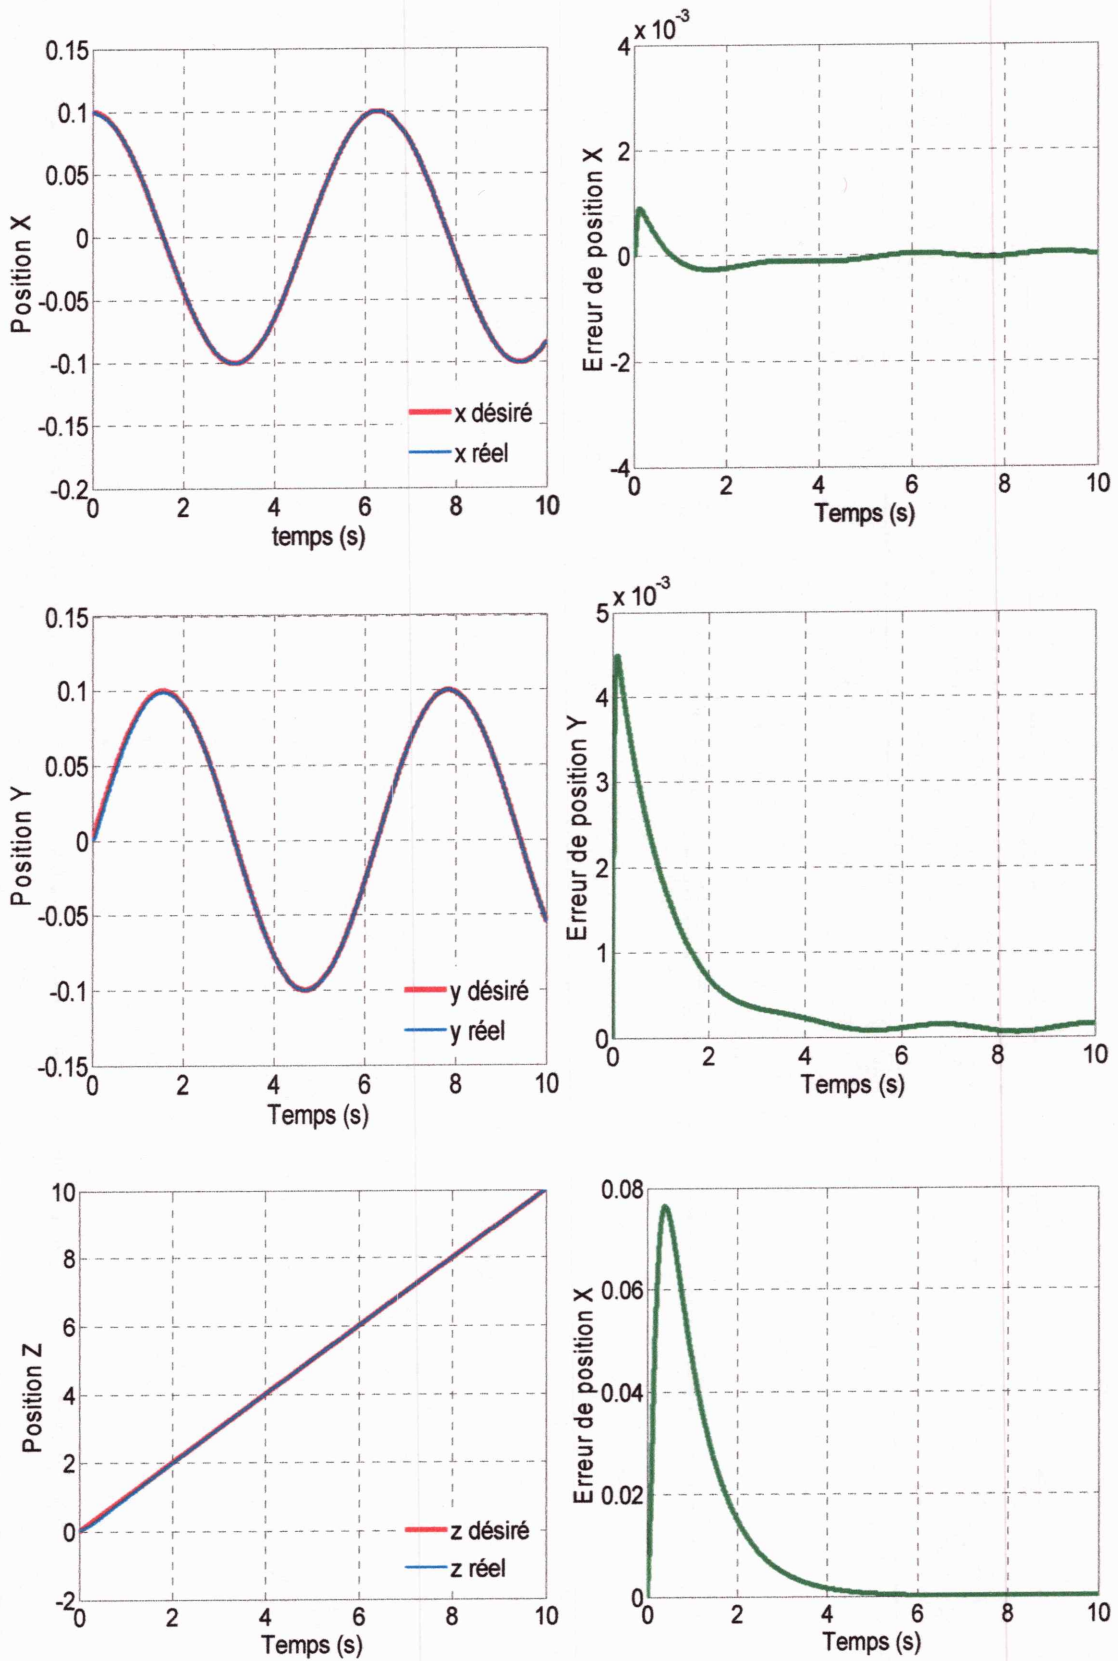 0.15
0.1
0.05
0
-0.05
-0.1
-0.15
-0.2
0 2 4 6 8 10
Position X
temps (s)
x désiré
x réel
x 10-3
4
2
0
-2
-4
0 2 4 6 8 10
Erreur de position X
Temps (s)
0.15
0.1
0.05
0
-0.05
-0.1
-0.15
0 2 4 6 8 10
Position Y
Temps (s)
y désiré
y réel
x 10-3
5
4
3
2
1
0
0 2 4 6 8 10
Erreur de position Y
Temps (s)
10
8
6
4
2
0
-2
0 2 4 6 8 10
Position Z
Temps (s)
z désiré
z réel
0.08
0.06
0.04
0.02
0
0 2 4 6 8 10
Erreur de position X
Temps (s)